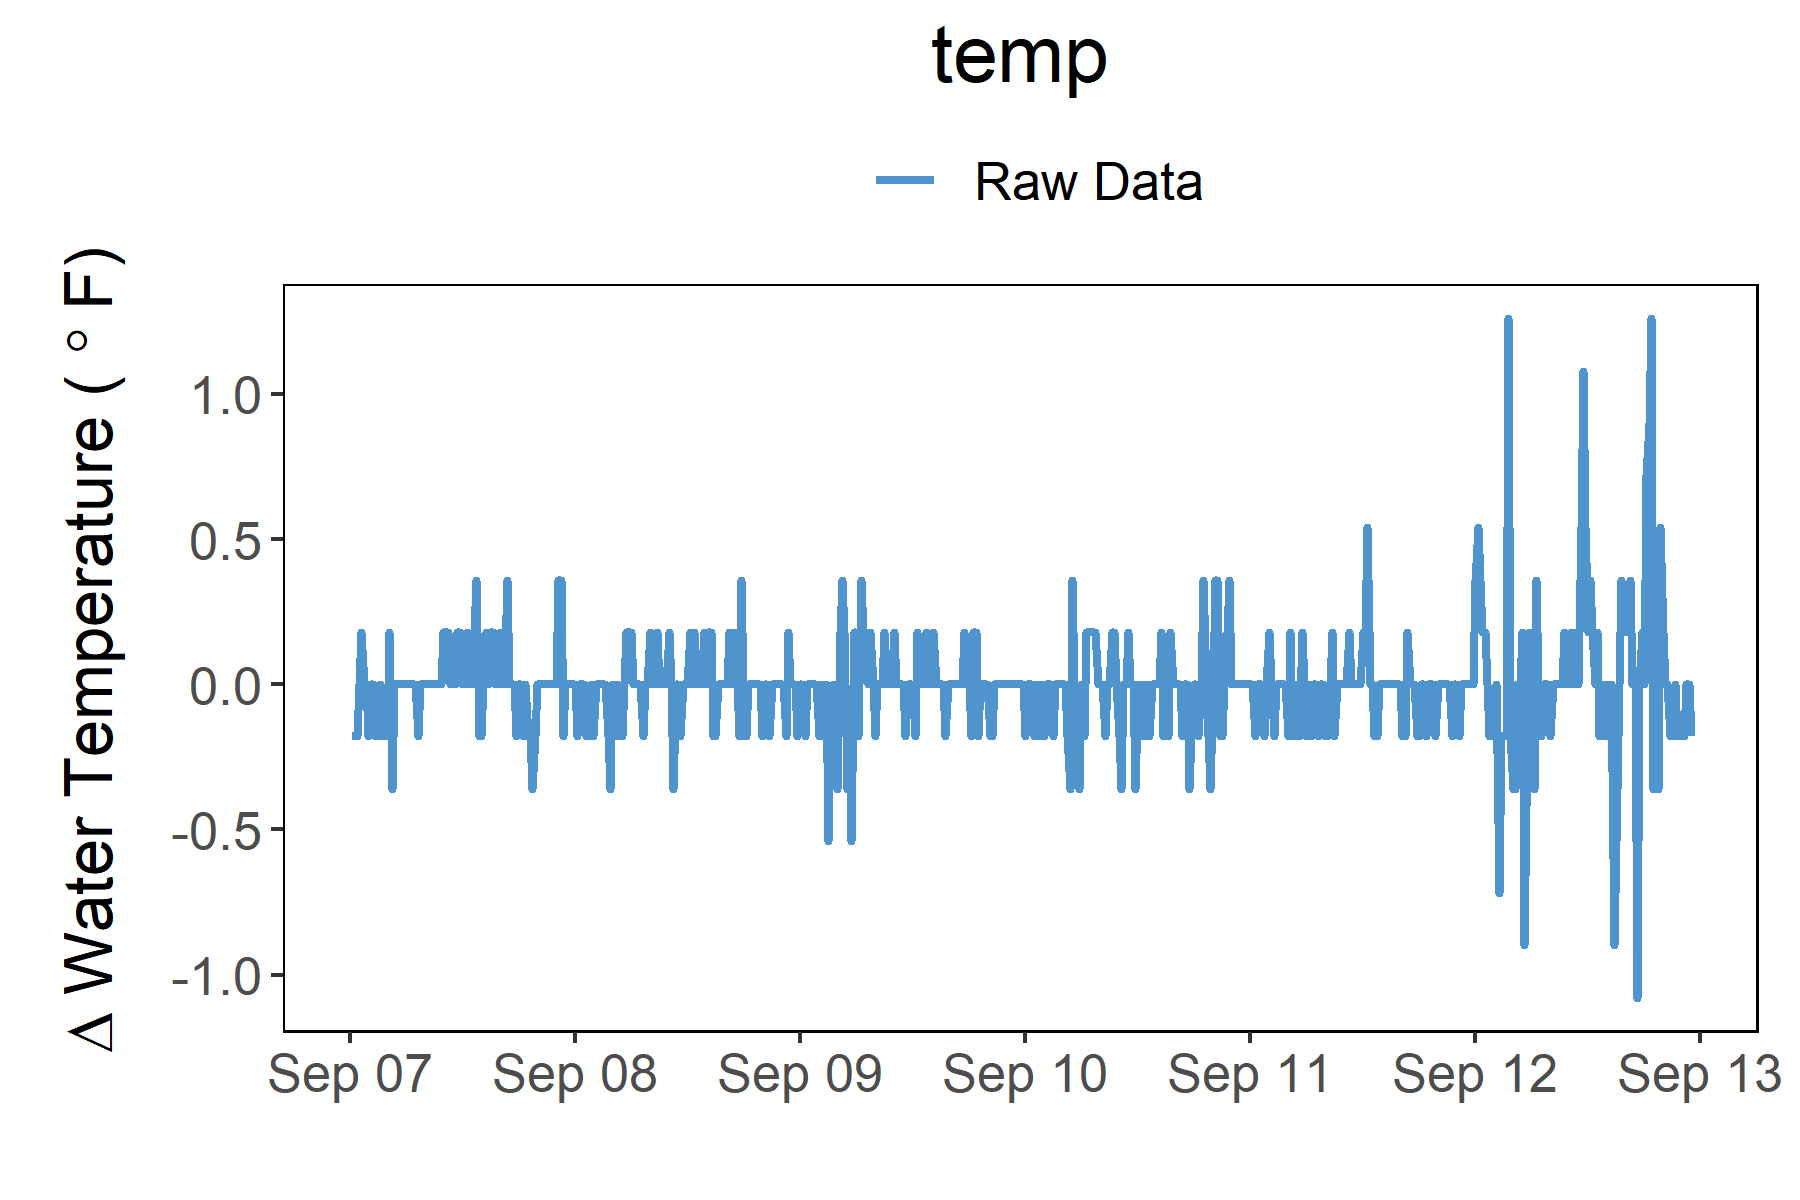 temp
Raw Data
Δ Water Temperature ( ° F)
1.0
0.5
0.0
-0.5
-1.0
Sep 07 Sep 08 Sep 09 Sep 10 Sep 11 Sep 12 Sep 13